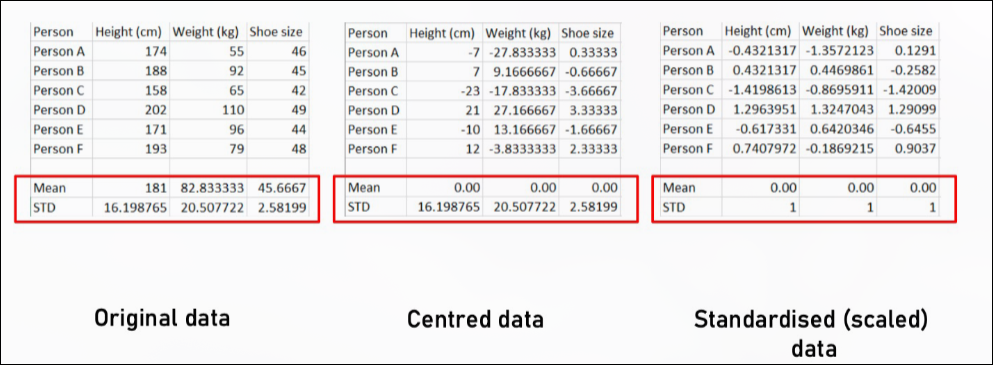 Person Height (cm) Weight (kg) Shoe size
Person A 174 55 46
Person B 188 92 45
Person C 158 65 42
Person D 202 110 49
Person E 171 96 44
Person F 193 79 48
Mean 181 82.833333 45.6667
STD 16.198765 20.507722 2.58199
Original data
Person Height (cm) Weight (kg) Shoe size
Person A -7 -27.833333 0.33333
Person B 7 9.1666667 -0.66667
Person C -23 -17.833333 -3.66667
Person D 21 27.166667 3.33333
Person E -10 13.166667 -1.66667
Person F 12 -3.8333333 2.33333
Mean 0.00 0.00 0.00
STD 16.198765 20.507722 2.58199
Centred data
Person Height (cm) Weight (kg) Shoe size
Person A -0.4321317 -1.3572123 0.1291
Person B 0.4321317 0.4469861 -0.2582
Person C -1.4198613 -0.8695911 -1.42009
Person D 1.2963951 1.3247043 1.29099
Person E -0.617331 0.6420346 -0.6455
Person F 0.7407972 -0.1869215 0.9037
Mean 0.00 0.00 0.00
STD 1 1 1
Standardised (scaled)
data